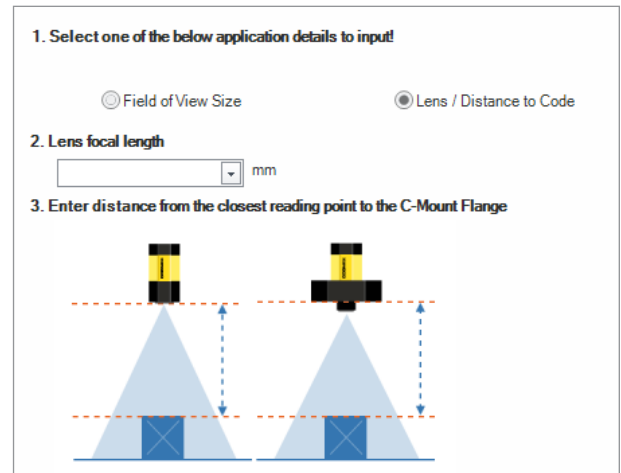 1. Select one of the below application details to input!
Field of View Size
Lens / Distance to Code
2. Lens focal length
mm
3. Enter distance from the closest reading point to the C-Mount Flange